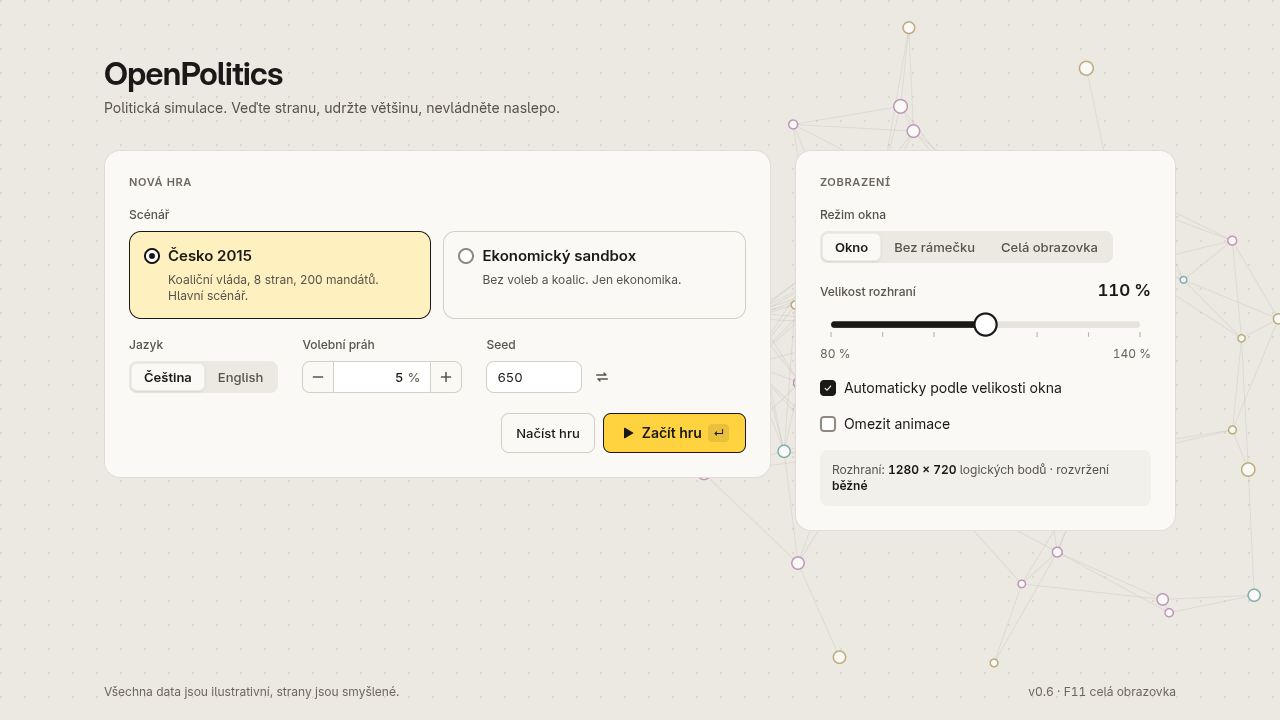 OpenPolitics
Politická simulace. Veďte stranu, udržte většinu, nevládněte naslepo.
NOVÁ HRA
Scénář
Česko 2015
Koaliční vláda, 8 stran, 200 mandátů.
Hlavní scénář.
Ekonomický sandbox
Bez voleb a koalic. Jen ekonomika.
Jazyk
Čeština
English
Volební práh
5 %
Seed
650
Načíst hru
Začít hru
ZOBRAZENÍ
Režim okna
Okno
Bez rámečku
Celá obrazovka
Velikost rozhraní
110 %
80 %
140 %
Automaticky podle velikosti okna
Omezit animace
Rozhraní: 1280 × 720 logických bodů · rozvržení
běžné
Všechna data jsou ilustrativní, strany jsou smyšlené.
v0.6 · F11 celá obrazovka